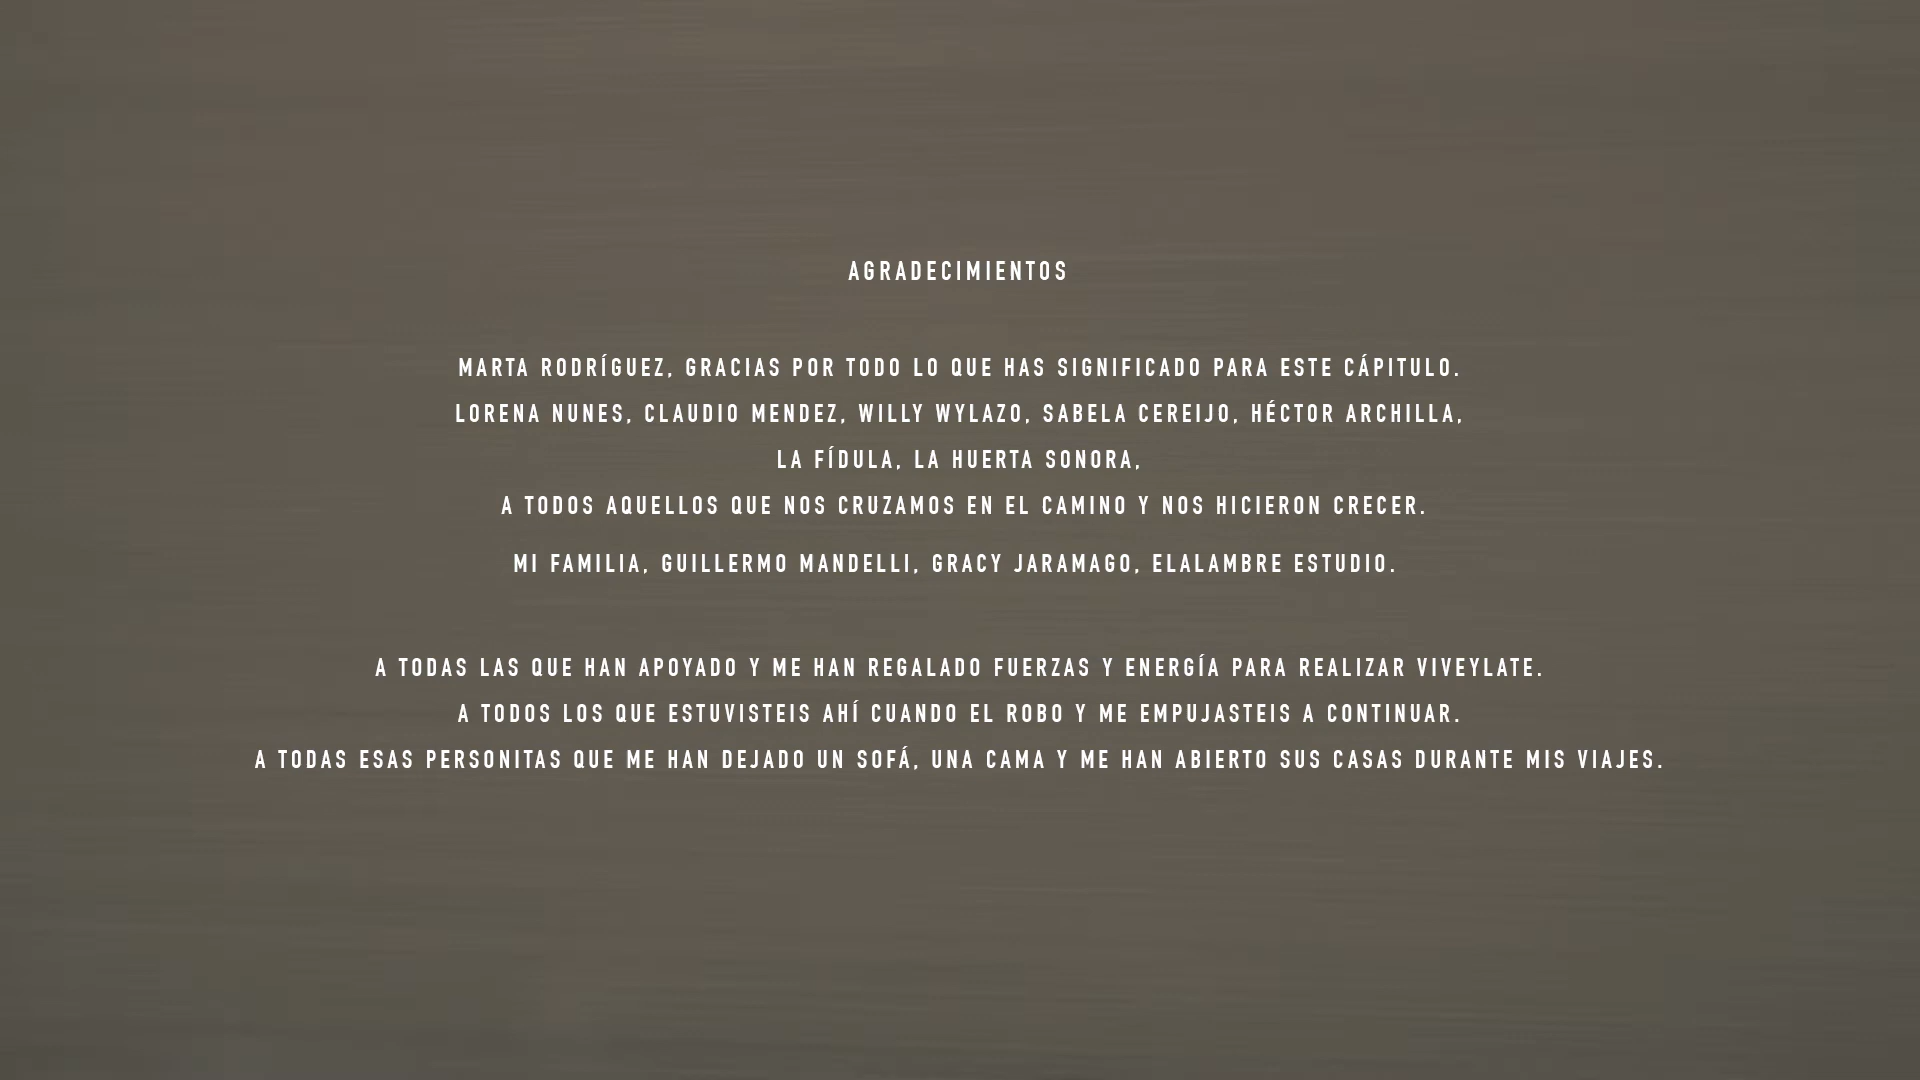 AGRADECIMIENTOS
MARTA RODRÍGUEZ, GRACIAS POR TODO LO QUE HAS SIGNIFICADO PARA ESTE CÁPITULO.
LORENA NUNES, CLAUDIO MENDEZ, WILLY WYLAZO, SABELA CEREIJO, HÉCTOR ARCHILLA,
LA FÍDULA, LA HUERTA SONORA,
A TODOS AQUELLOS QUE NOS CRUZAMOS EN EL CAMINO Y NOS HICIERON CRECER.
MI FAMILIA, GUILLERMO MANDELLI, GRACY JARAMAGO, ELALAMBRE ESTUDIO.
A TODAS LAS QUE HAN APOYADO Y ME HAN REGALADO FUERZAS Y ENERGÍA PARA REALIZAR VIVEYLATE.
A TODOS LOS QUE ESTUVISTEIS AHÍ CUANDO EL ROBO Y ME EMPUJASTEIS A CONTINUAR.
A TODAS ESAS PERSONITAS QUE ME HAN DEJADO UN SOFÁ, UNA CAMA Y ME HAN ABIERTO SUS CASAS DURANTE MIS VIAJES.